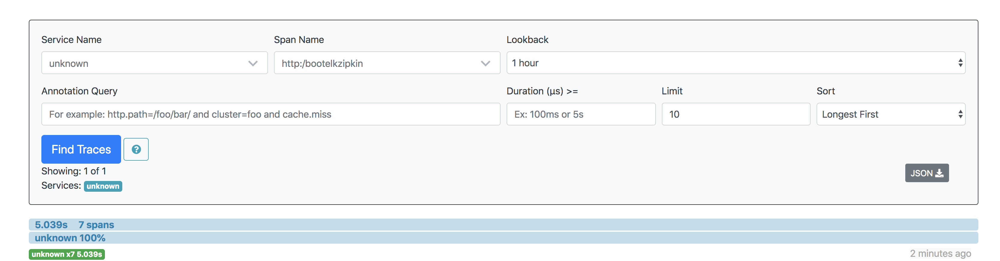 Service Name Span Name Lookback
unknown http:/bootelkzipkin 1 hour
Annotation Query Duration (µs) >= Limit Sort
For example: http.path=/foo/bar/ and cluster=foo and cache.miss Ex: 100ms or 5s 10 Longest First
Find Traces ?
Showing: 1 of 1
JSON
Services: unknown
5.039s 7 spans
unknown 100%
unknown x7 5.039s 2 minutes ago